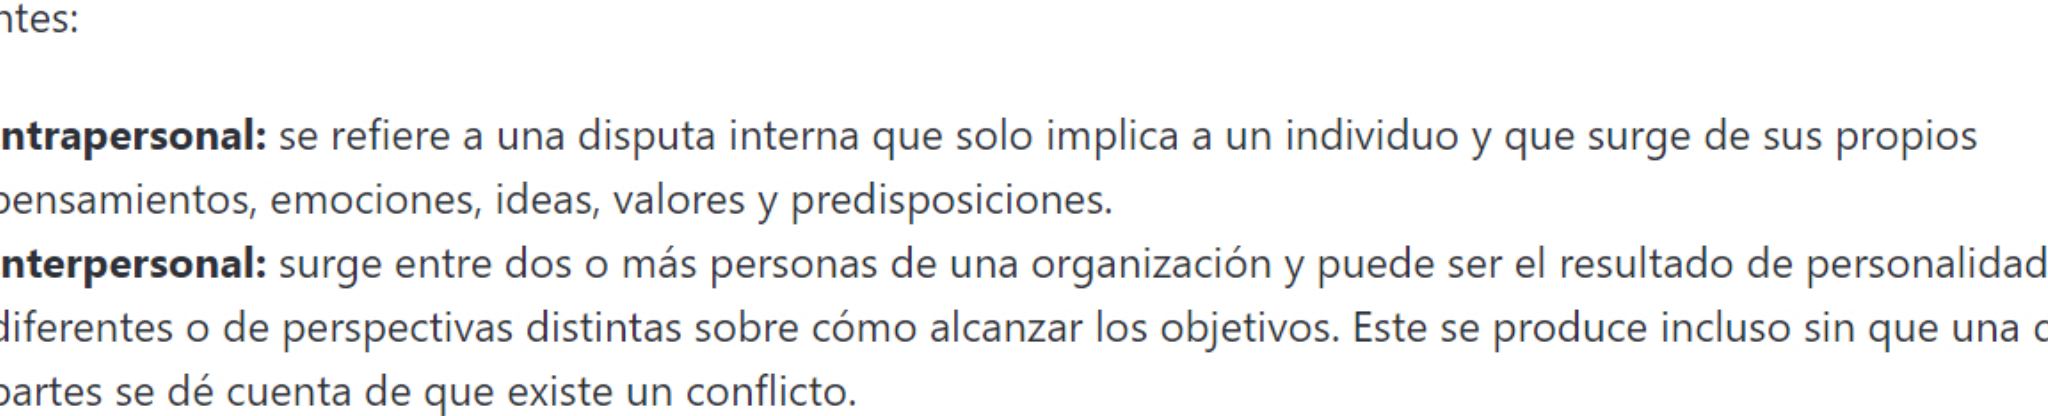 ntes:
ntrapersonal: se refiere a una disputa interna que solo implica a un individuo y que surge de sus propios
pensamientos, emociones, ideas, valores y predisposiciones.
nterpersonal: surge entre dos o más personas de una organización y puede ser el resultado de personalidad
diferentes o de perspectivas distintas sobre cómo alcanzar los objetivos. Este se produce incluso sin que una
partes se dé cuenta de que existe un conflicto.